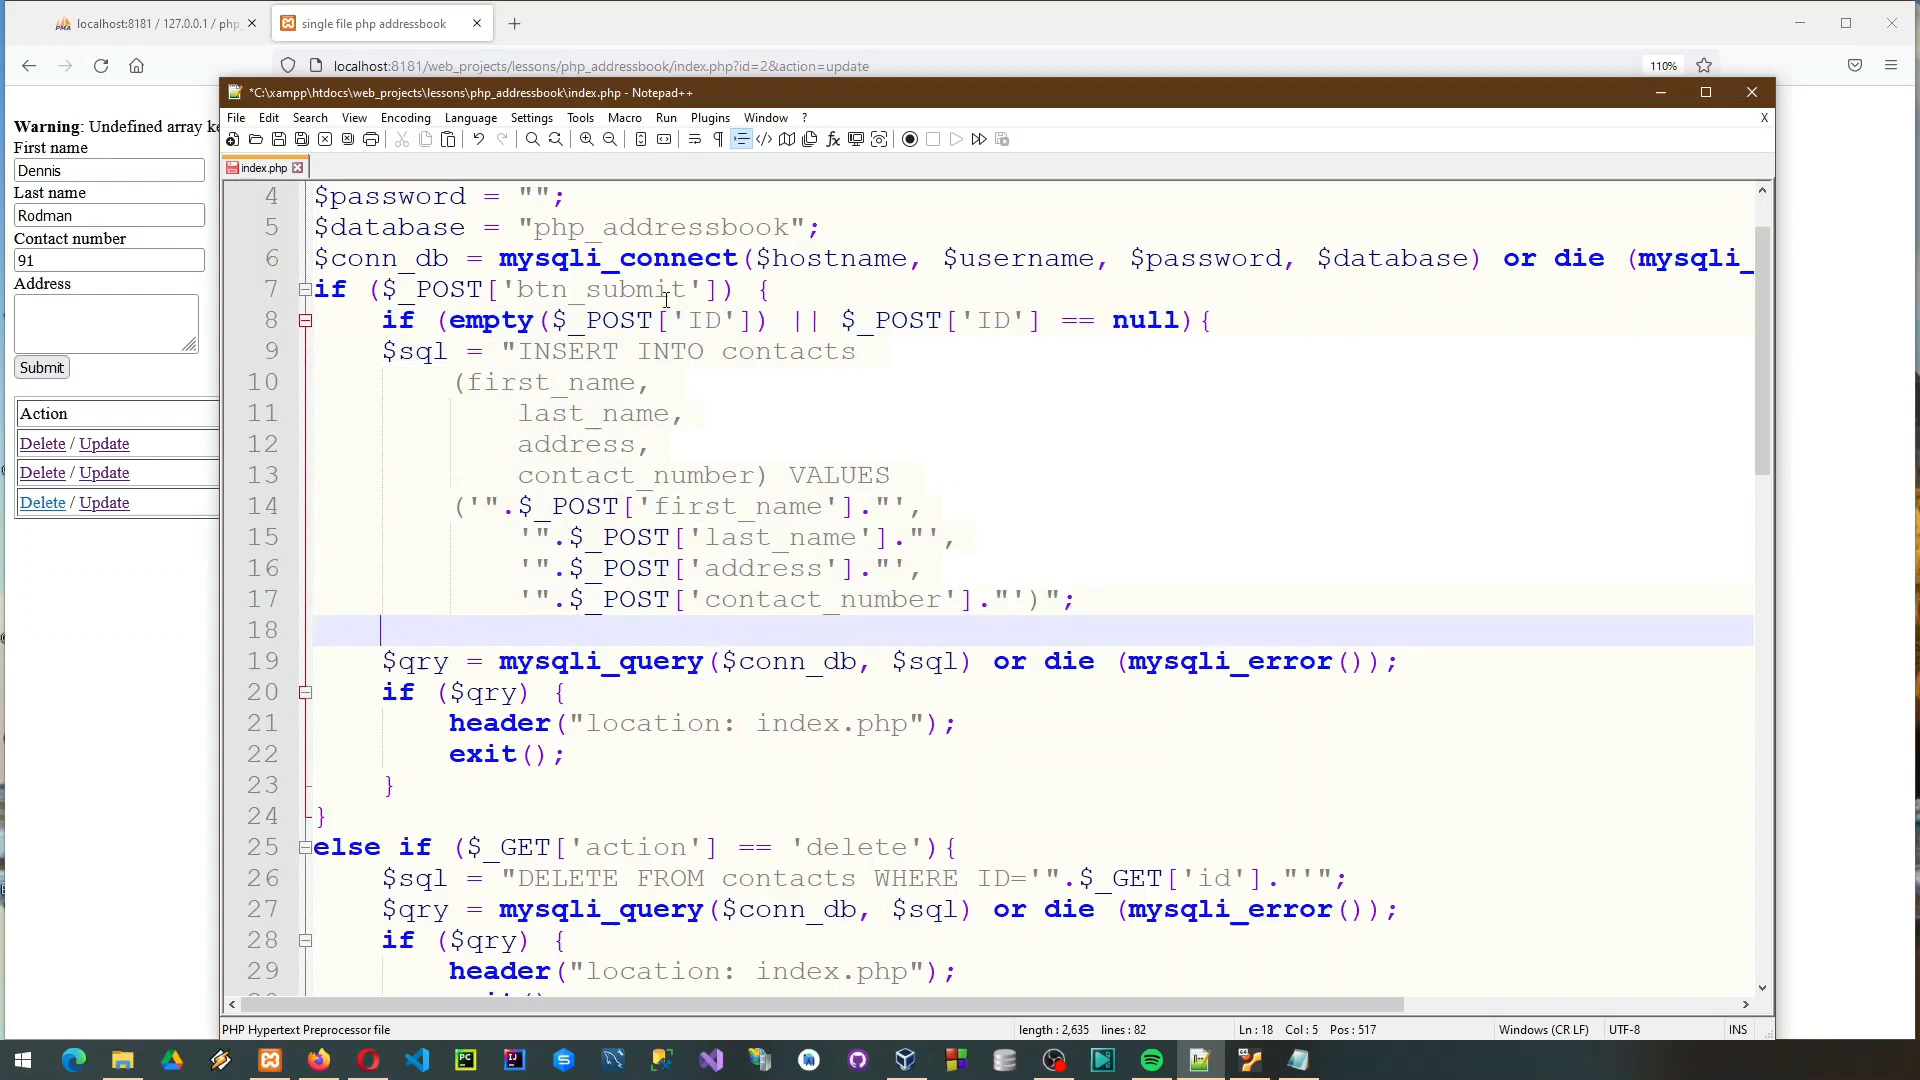 localhost:8181 / 127.0.0.1 / php_
single file php addressbook
localhost:8181/web_projects/lessons/php_addressbook/index.php?id=2&action=update
110%
*C:\xampp\htdocs\web_projects\lessons\php_addressbook\index.php - Notepad++
File Edit Search View Encoding Language Settings Tools Macro Run Plugins Window ? X
index.php
Warning: Undefined array ke
First name
Dennis
Last name
Rodman
Contact number
91
Address
Submit
Action
Delete / Update
Delete / Update
Delete / Update
4 $password = "";
5 $database = "php_addressbook";
6 $conn_db = mysqli_connect($hostname, $username, $password, $database) or die (mysqli_
7 if ($_POST['btn_submit']) {
8 if (empty($_POST['ID']) || $_POST['ID'] == null){
9 $sql = "INSERT INTO contacts
10 (first_name,
11 last_name,
12 address,
13 contact_number) VALUES
14 ('".$_POST['first_name']."',
15 '".$_POST['last_name']."',
16 '".$_POST['address']."',
17 '".$_POST['contact_number']."')";
18
19 $qry = mysqli_query($conn_db, $sql) or die (mysqli_error());
20 if ($qry) {
21 header("location: index.php");
22 exit();
23 }
24 }
25 else if ($_GET['action'] == 'delete'){
26 $sql = "DELETE FROM contacts WHERE ID='".$_GET['id']."'";
27 $qry = mysqli_query($conn_db, $sql) or die (mysqli_error());
28 if ($qry) {
29 header("location: index.php");
PHP Hypertext Preprocessor file
length : 2,635 lines : 82
Ln : 18 Col : 5 Pos : 517
Windows (CR LF)
UTF-8
INS